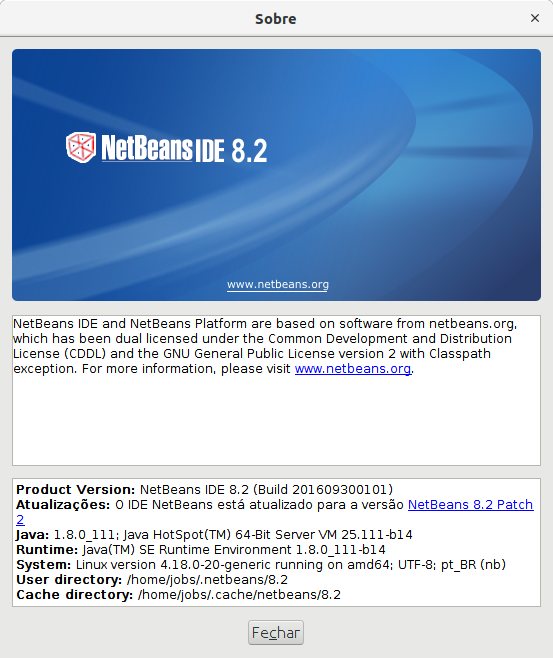 Sobre
×
NetBeans IDE 8.2
www.netbeans.org
NetBeans IDE and NetBeans Platform are based on software from netbeans.org,
which has been dual licensed under the Common Development and Distribution
License (CDDL) and the GNU General Public License version 2 with Classpath
exception. For more information, please visit www.netbeans.org.
Product Version: NetBeans IDE 8.2 (Build 201609300101)
Atualizações: O IDE NetBeans está atualizado para a versão NetBeans 8.2 Patch
2
Java: 1.8.0_111; Java HotSpot(TM) 64-Bit Server VM 25.111-b14
Runtime: Java(TM) SE Runtime Environment 1.8.0_111-b14
System: Linux version 4.18.0-20-generic running on amd64; UTF-8; pt_BR (nb)
User directory: /home/jobs/.netbeans/8.2
Cache directory: /home/jobs/.cache/netbeans/8.2
Fechar